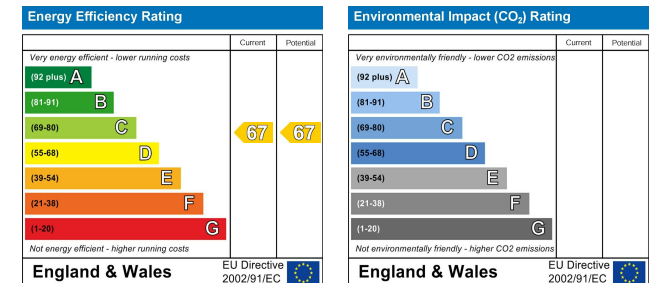 Energy Efficiency Rating
Current Potential
Very energy efficient - lower running costs
(92 plus) A
(81-91) B
(69-80) C
67 67
(55-68) D
(39-54) E
(21-38) F
(1-20) G
Not energy efficient - higher running costs
England & Wales
EU Directive
2002/91/EC
Environmental Impact (CO₂) Rating
Current Potential
Very environmentally friendly - lower CO2 emissions
(92 plus) A
(81-91) B
(69-80) C
(55-68) D
(39-54) E
(21-38) F
(1-20) G
Not environmentally friendly - higher CO2 emissions
England & Wales
EU Directive
2002/91/EC